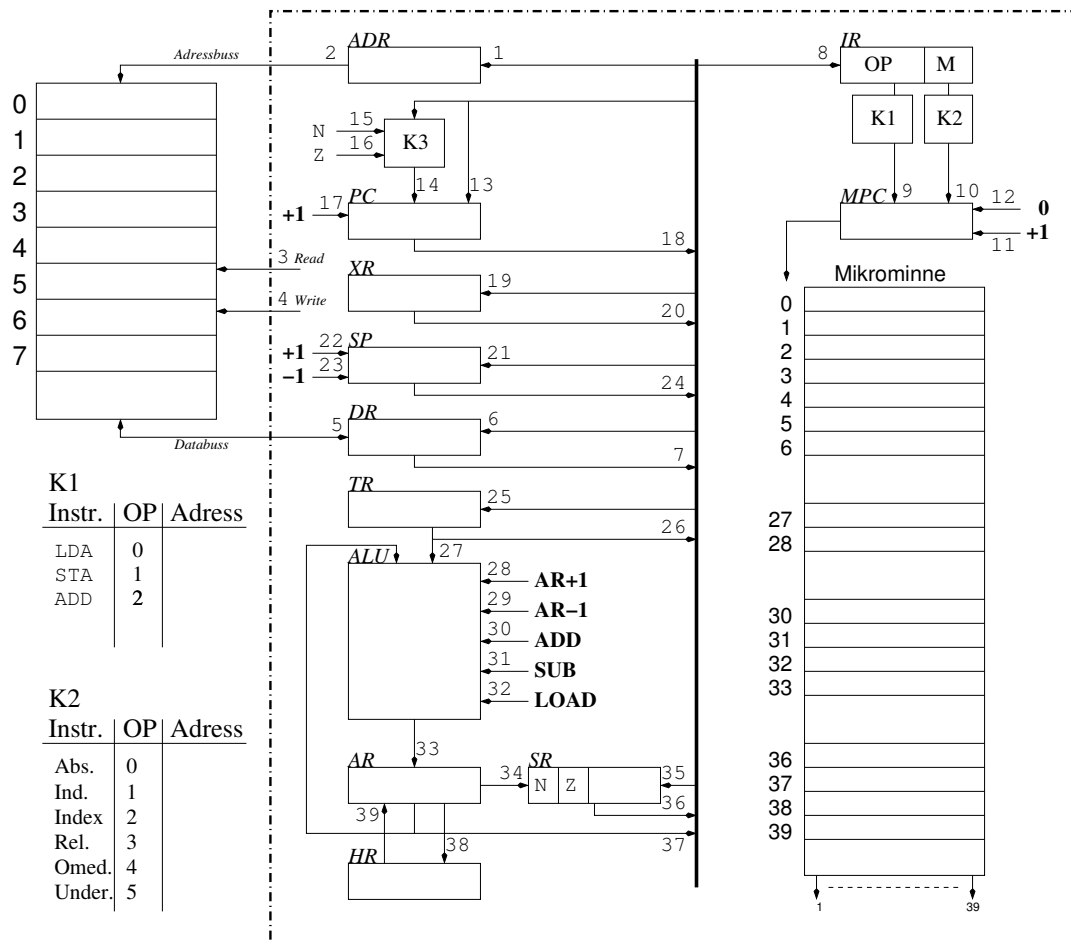 ADR
IR
Adressbuss 2 1 8
OP M
0
N 15
K3
K1 K2
1
Z 16
2
14 13
PC
9 10
MPC
12 0
+1 17
3
11 +1
4
18
3 Read
XR
19
Mikrominne
5
4 Write
20
0
6
1
+1 22 SP 21
7
2
-1 23
24
3
4
DR
5 6
5
Databuss
7
6
K1
TR
25
Instr. OP Adress
26
27
LDA 0
ALU 27
28
STA 1
28 AR+1
ADD 2
29 AR-1
30
30 ADD
31
31 SUB
32
K2
32 LOAD
33
Instr. OP Adress
33
36
Abs. 0
AR
34 SR N Z 35
37
Ind. 1
36
38
Index 2
39
39
Rel. 3
38 37
Omed. 4
HR
Under. 5
1 39